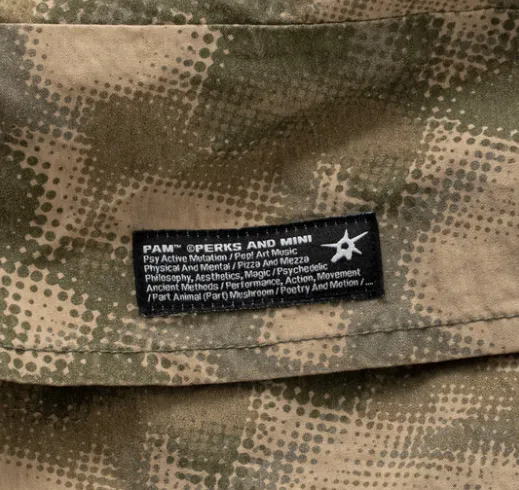 PAM™ ©PERKS AND MINI
Psy Active Mutation / Pep! Art Music
Physical And Mental / Pizza And Mezza
Philosophy, Aesthetics, Magic / Psychedelic
Ancient Methods / Performance, Action, Movement
/ Part Animal (Part) Mushroom / Poetry And Motion / ...